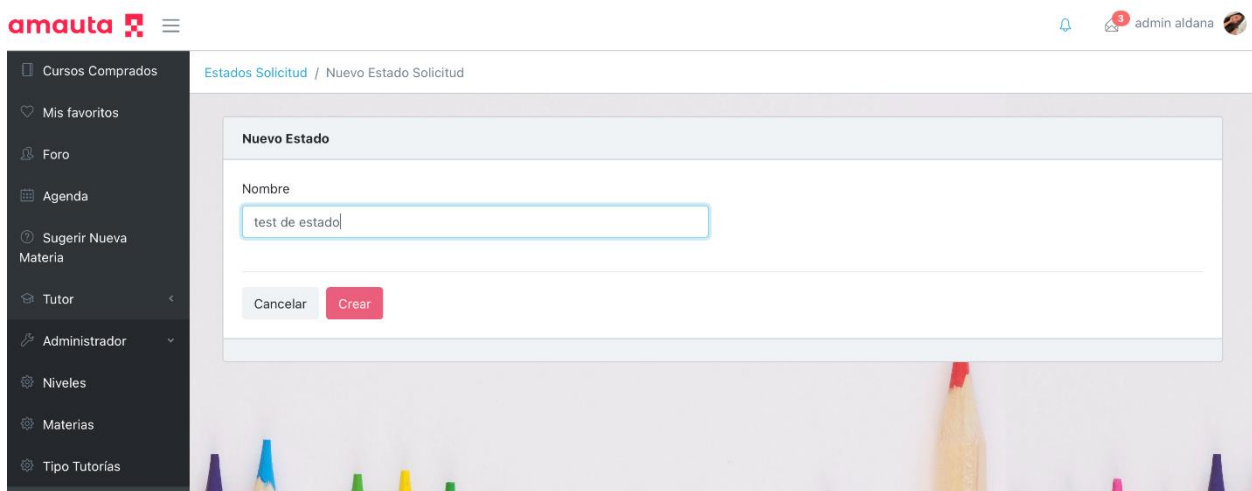 amauta
3
admin aldana
Cursos Comprados
Mis favoritos
Foro
Agenda
Sugerir Nueva
Materia
Tutor
Administrador
Niveles
Materias
Tipo Tutorías
Estados Solicitud / Nuevo Estado Solicitud
Nuevo Estado
Nombre
test de estado
Cancelar
Crear